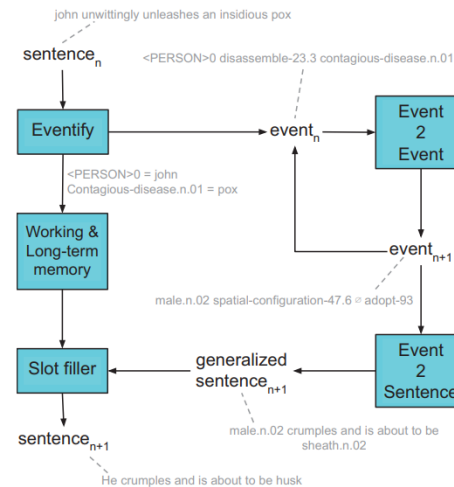 john unwittingly unleashes an insidious pox
sentence_n
<PERSON>0 disassemble-23.3 contagious-disease.n.01
Eventify
event_n
Event
2
Event
<PERSON>0 = john
Contagious-disease.n.01 = pox
Working &
Long-term
memory
event_n+1
male.n.02 spatial-configuration-47.6 ∅ adopt-93
Slot filler
generalized
sentence_n+1
Event
2
Sentence
male.n.02 crumples and is about to be
sheath.n.02
sentence_n+1
He crumples and is about to be husk